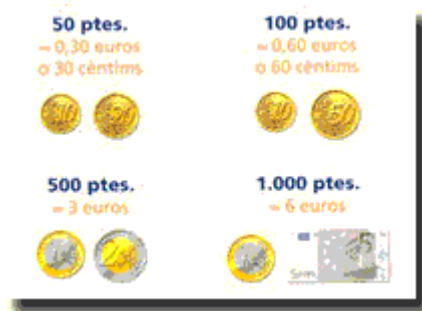 50 ptes.
= 0,30 euros
o 30 cèntims
100 ptes.
= 0,60 euros
o 60 cèntims
500 ptes.
= 3 euros
1.000 ptes.
= 6 euros